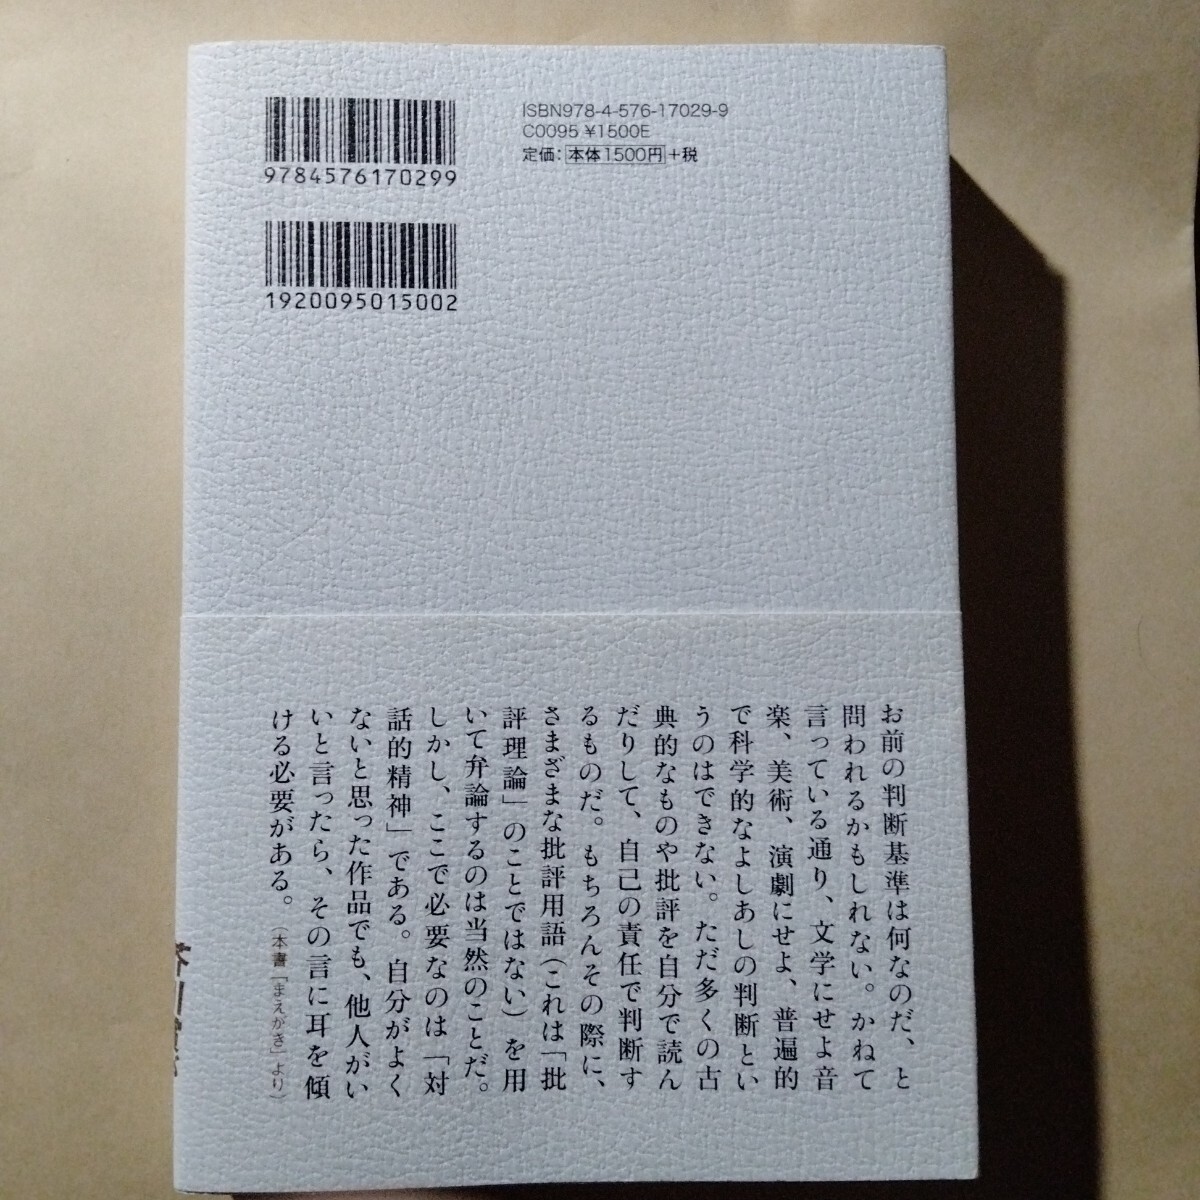 ISBN978-4-576-17029-9
C0095 ¥1500E
定価：本体1500円+税
9784576170299
1920095015002
お前の判断基準は何なのだ、と
問われるかもしれない。かねて
言っている通り、文学にせよ音
楽、美術、演劇にせよ、普遍的
で科学的なよしあしの判断とい
うのはできない。ただ多くの古
典的なものや批評を自分で読ん
だりして、自己の責任で判断す
るものだ。もちろんその際に、
さまざまな批評用語（これは「批
評理論」のことではない）を用
いて弁論するのは当然のことだ。
しかし、ここで必要なのは「対
話的精神」である。自分がよく
ないと思った作品でも、他人がい
いと言ったら、その言に耳を傾
ける必要がある。
（本書「まえがき」より）